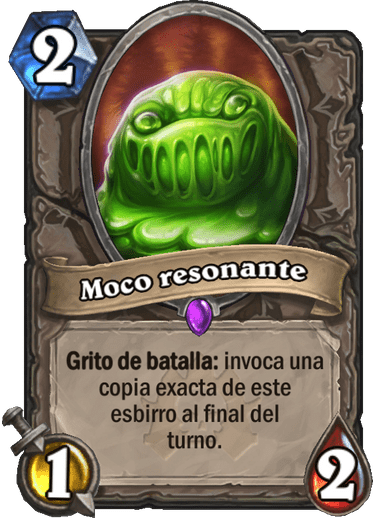 2
Moco resonante
Grito de batalla: invoca una
copia exacta de este
esbirro al final del
turno.
1
2